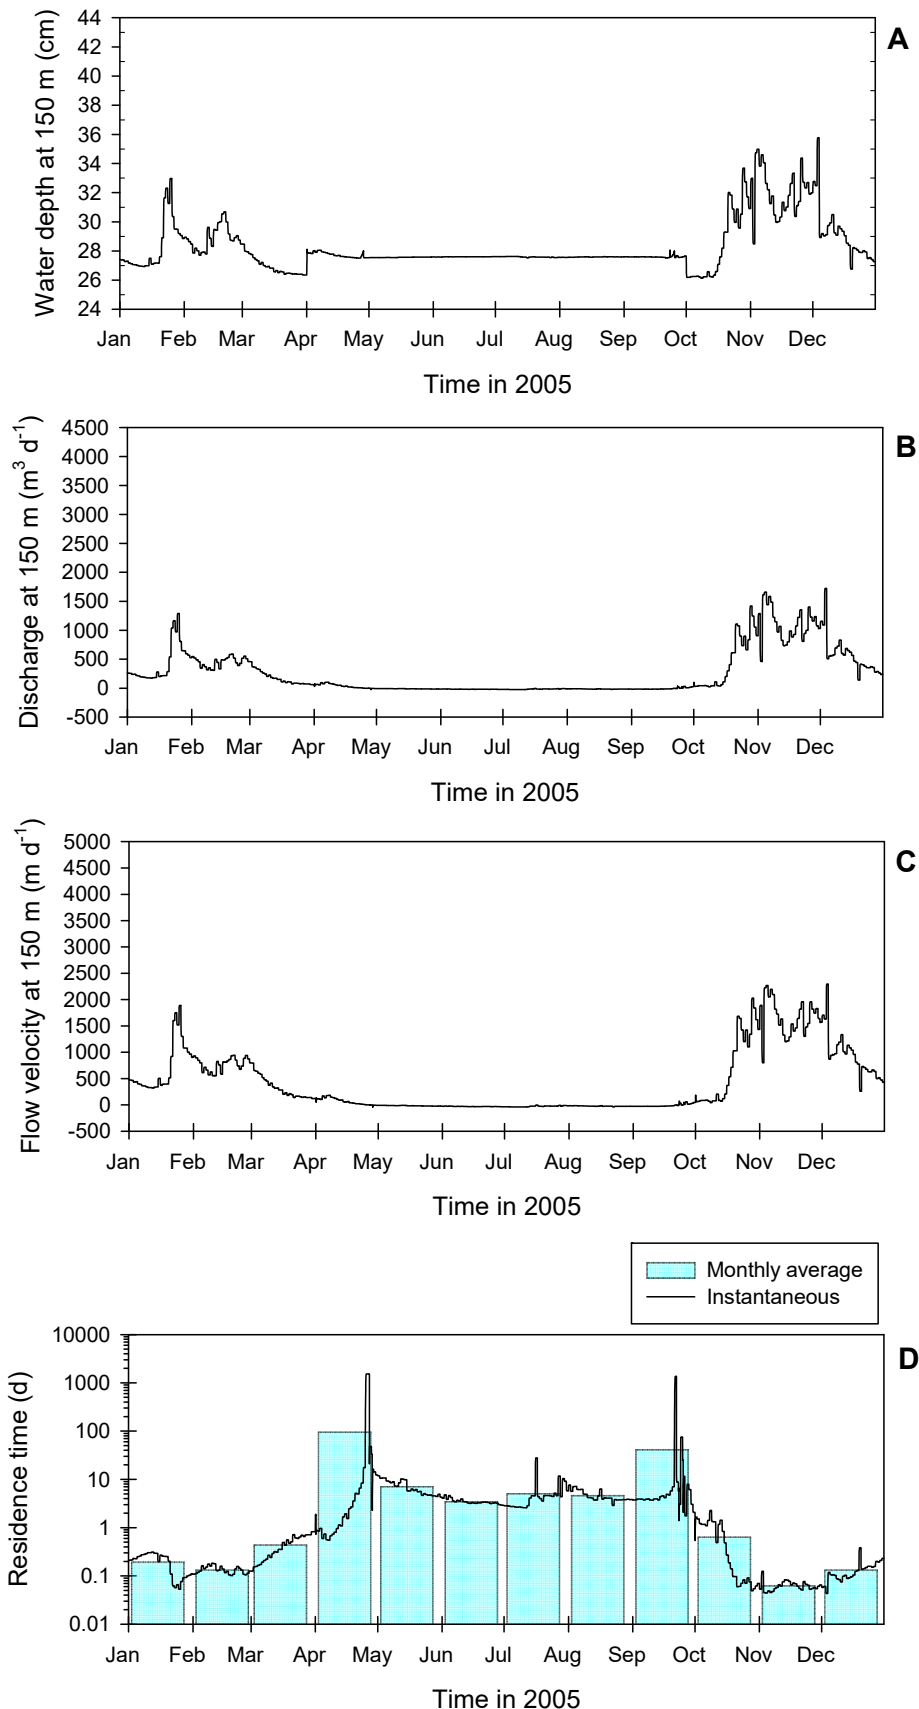 A
Water depth at 150 m (cm)
44
42
40
38
36
34
32
30
28
26
24
Jan Feb Mar Apr May Jun Jul Aug Sep Oct Nov Dec
Time in 2005
B
Discharge at 150 m (m³ d⁻¹)
4500
4000
3500
3000
2500
2000
1500
1000
500
0
-500
Jan Feb Mar Apr May Jun Jul Aug Sep Oct Nov Dec
Time in 2005
C
Flow velocity at 150 m (m d⁻¹)
5000
4500
4000
3500
3000
2500
2000
1500
1000
500
0
-500
Jan Feb Mar Apr May Jun Jul Aug Sep Oct Nov Dec
Time in 2005
Monthly average
Instantaneous
D
Residence time (d)
10000
1000
100
10
1
0.1
0.01
Jan Feb Mar Apr May Jun Jul Aug Sep Oct Nov Dec
Time in 2005